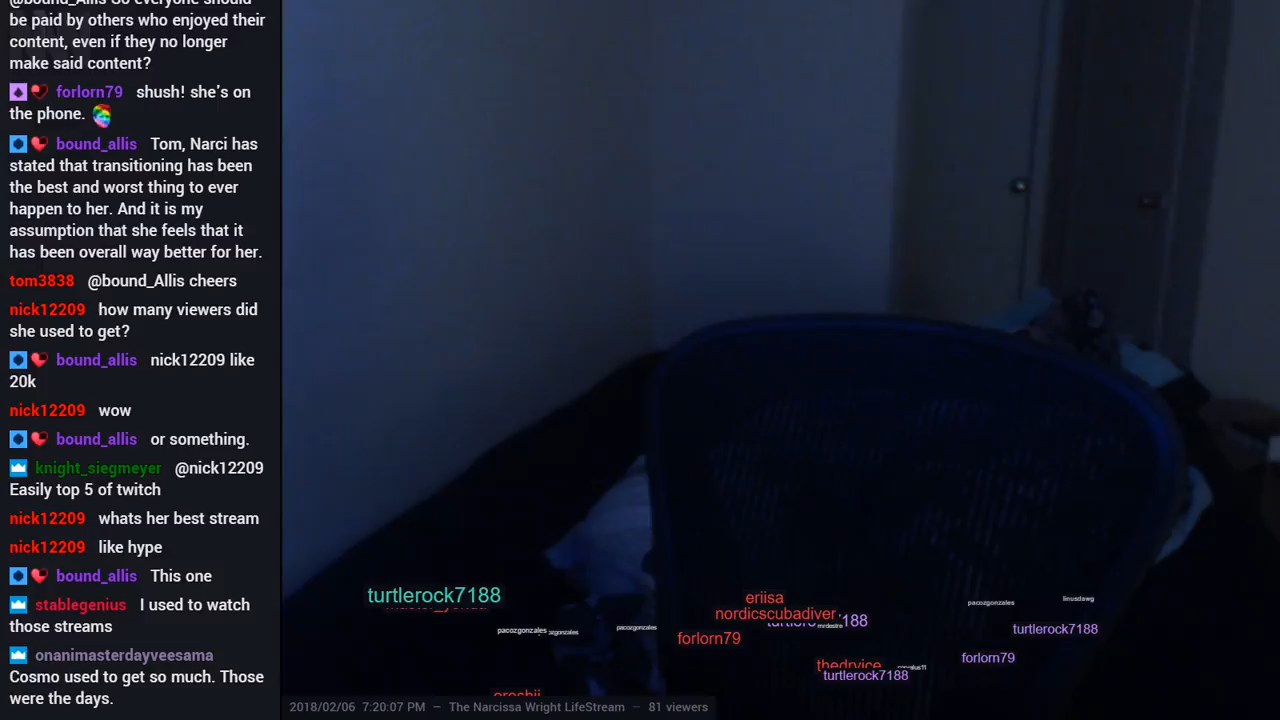 @bound_Allis So everyone should
be paid by others who enjoyed their
content, even if they no longer
make said content?
forlorn79 shush! she's on
the phone.
bound_allis Tom, Narci has
stated that transitioning has been
the best and worst thing to ever
happen to her. And it is my
assumption that she feels that it
has been overall way better for her.
tom3838 @bound_Allis cheers
nick12209 how many viewers did
she used to get?
bound_allis nick12209 like
20k
nick12209 wow
bound_allis or something.
knight_siegmeyer @nick12209
Easily top 5 of twitch
nick12209 whats her best stream
nick12209 like hype
bound_allis This one
stablegenius I used to watch
those streams
onanimasterdayveesama
Cosmo used to get so much. Those
were the days.
turtlerock7188
eriisa
pacozgonzales
linusdawg
nordicscubadiver
188
pacozgonzales
pacozgonzales
turtlerock7188
forlorn79
forlorn79
thedryice
turtlerock7188
2018/02/06 7:20:07 PM — The Narcissa Wright LifeStream — 81 viewers